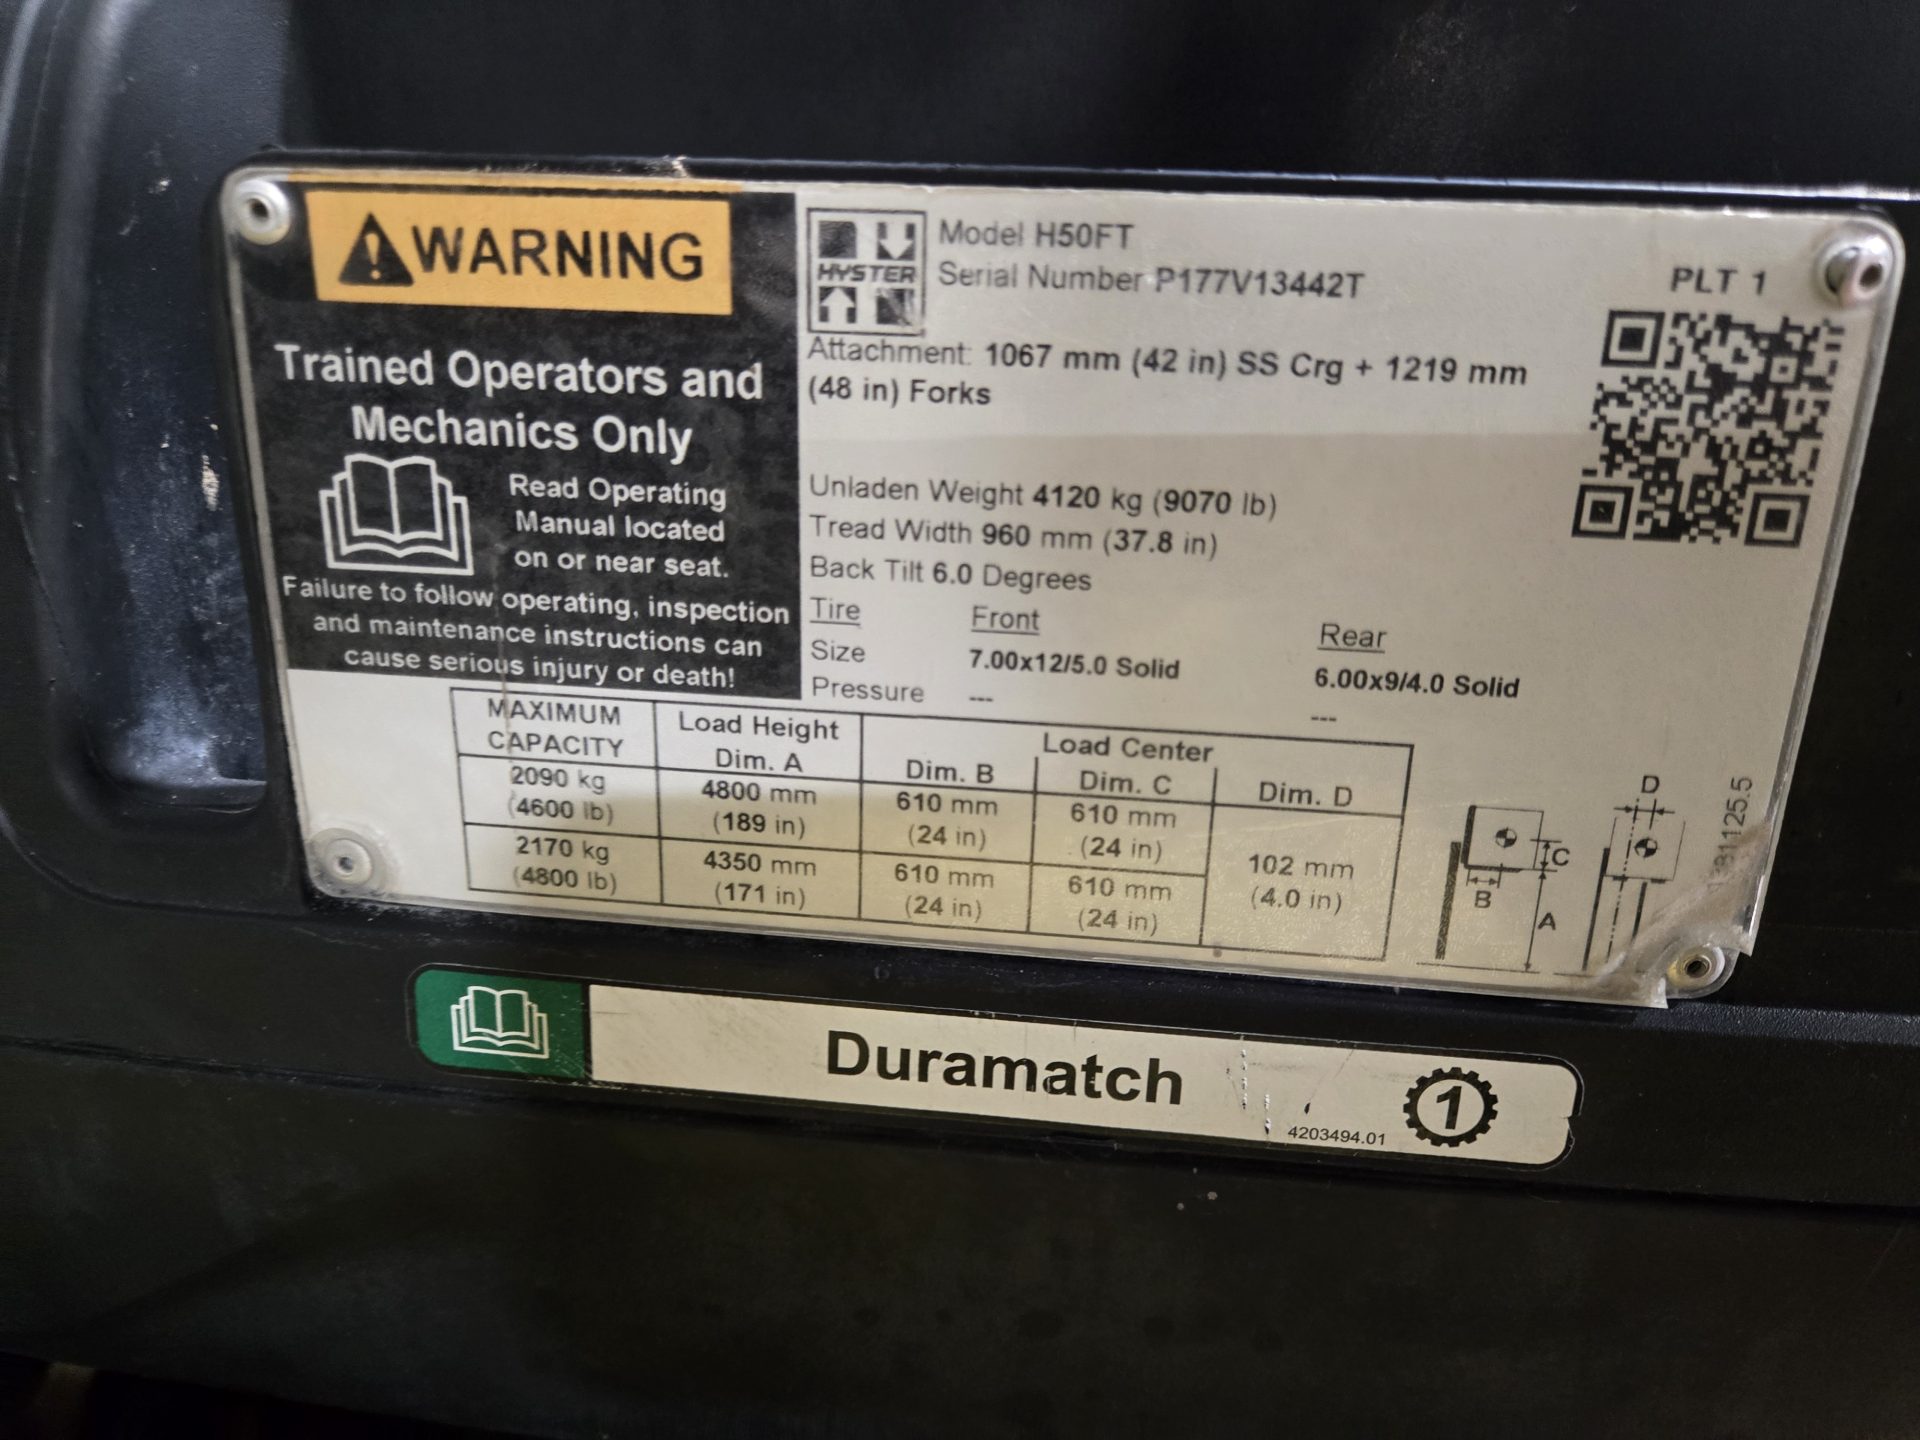 WARNING
Trained Operators and
Mechanics Only
Read Operating
Manual located
on or near seat.
Failure to follow operating, inspection
and maintenance instructions can
cause serious injury or death!
HYSTER
Model H50FT
Serial Number P177V13442T
PLT 1
Attachment: 1067 mm (42 in) SS Crg + 1219 mm
(48 in) Forks
Unladen Weight 4120 kg (9070 lb)
Tread Width 960 mm (37.8 in)
Back Tilt 6.0 Degrees
Tire Front Rear
Size 7.00x12/5.0 Solid 6.00x9/4.0 Solid
Pressure --- ---
MAXIMUM CAPACITY Load Height Dim. A Load Center
Dim. B Dim. C Dim. D
2090 kg 4800 mm 610 mm 610 mm
(4600 lb) (189 in) (24 in) (24 in)
2170 kg 4350 mm 610 mm 610 mm 102 mm
(4800 lb) (171 in) (24 in) (24 in) (4.0 in)
D
C
B
A
Duramatch
4203494.01
1